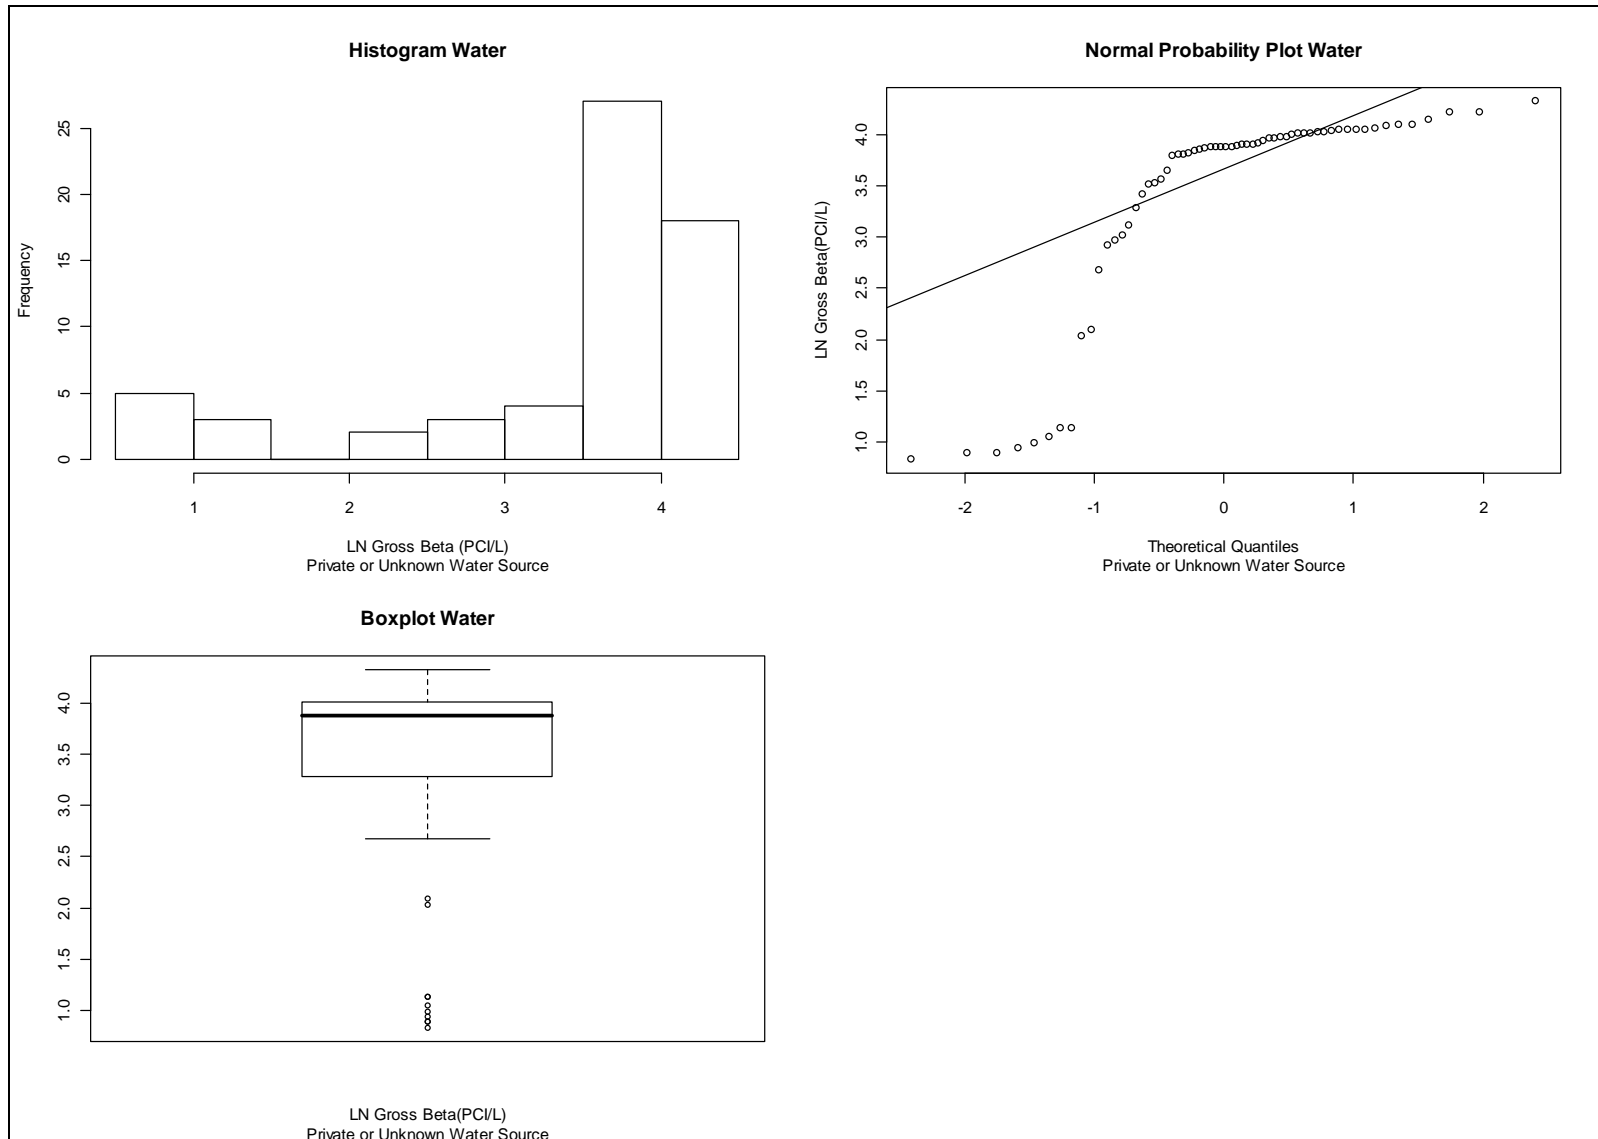 Histogram Water
Frequency
25
20
15
10
5
0
1 2 3 4
LN Gross Beta (PCI/L)
Private or Unknown Water Source
Normal Probability Plot Water
LN Gross Beta(PCI/L)
4.0
3.5
3.0
2.5
2.0
1.5
1.0
-2 -1 0 1 2
Theoretical Quantiles
Private or Unknown Water Source
Boxplot Water
4.0
3.5
3.0
2.5
2.0
1.5
1.0
LN Gross Beta(PCI/L)
Private or Unknown Water Source